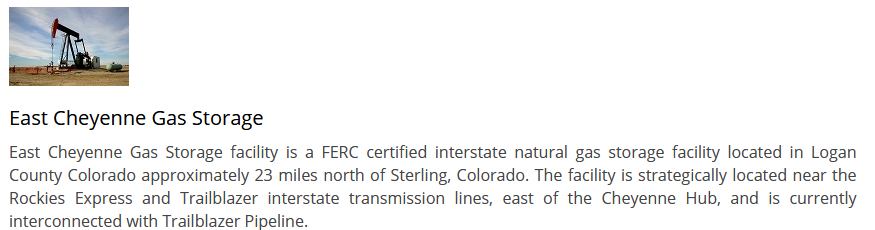 East Cheyenne Gas Storage
East Cheyenne Gas Storage facility is a FERC certified interstate natural gas storage facility located in Logan
County Colorado approximately 23 miles north of Sterling, Colorado. The facility is strategically located near the
Rockies Express and Trailblazer interstate transmission lines, east of the Cheyenne Hub, and is currently
interconnected with Trailblazer Pipeline.